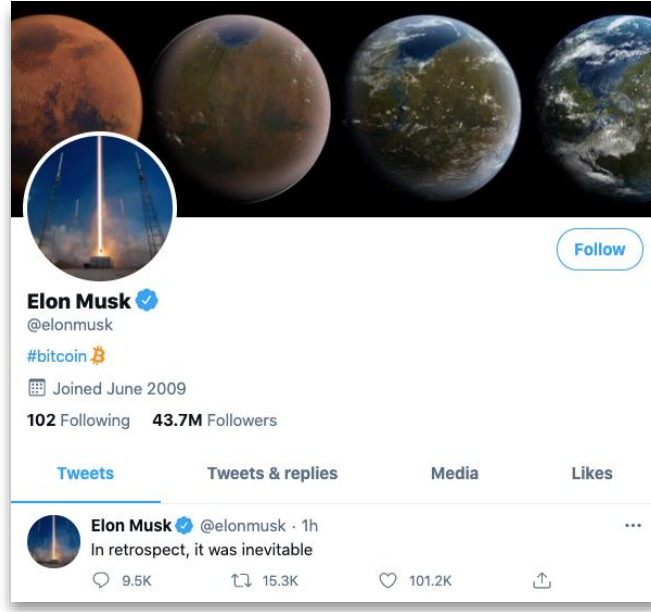 Follow
Elon Musk
@elonmusk
#bitcoin
Joined June 2009
102 Following 43.7M Followers
Tweets Tweets & replies Media Likes
Elon Musk @elonmusk · 1h
In retrospect, it was inevitable
9.5K 15.3K 101.2K